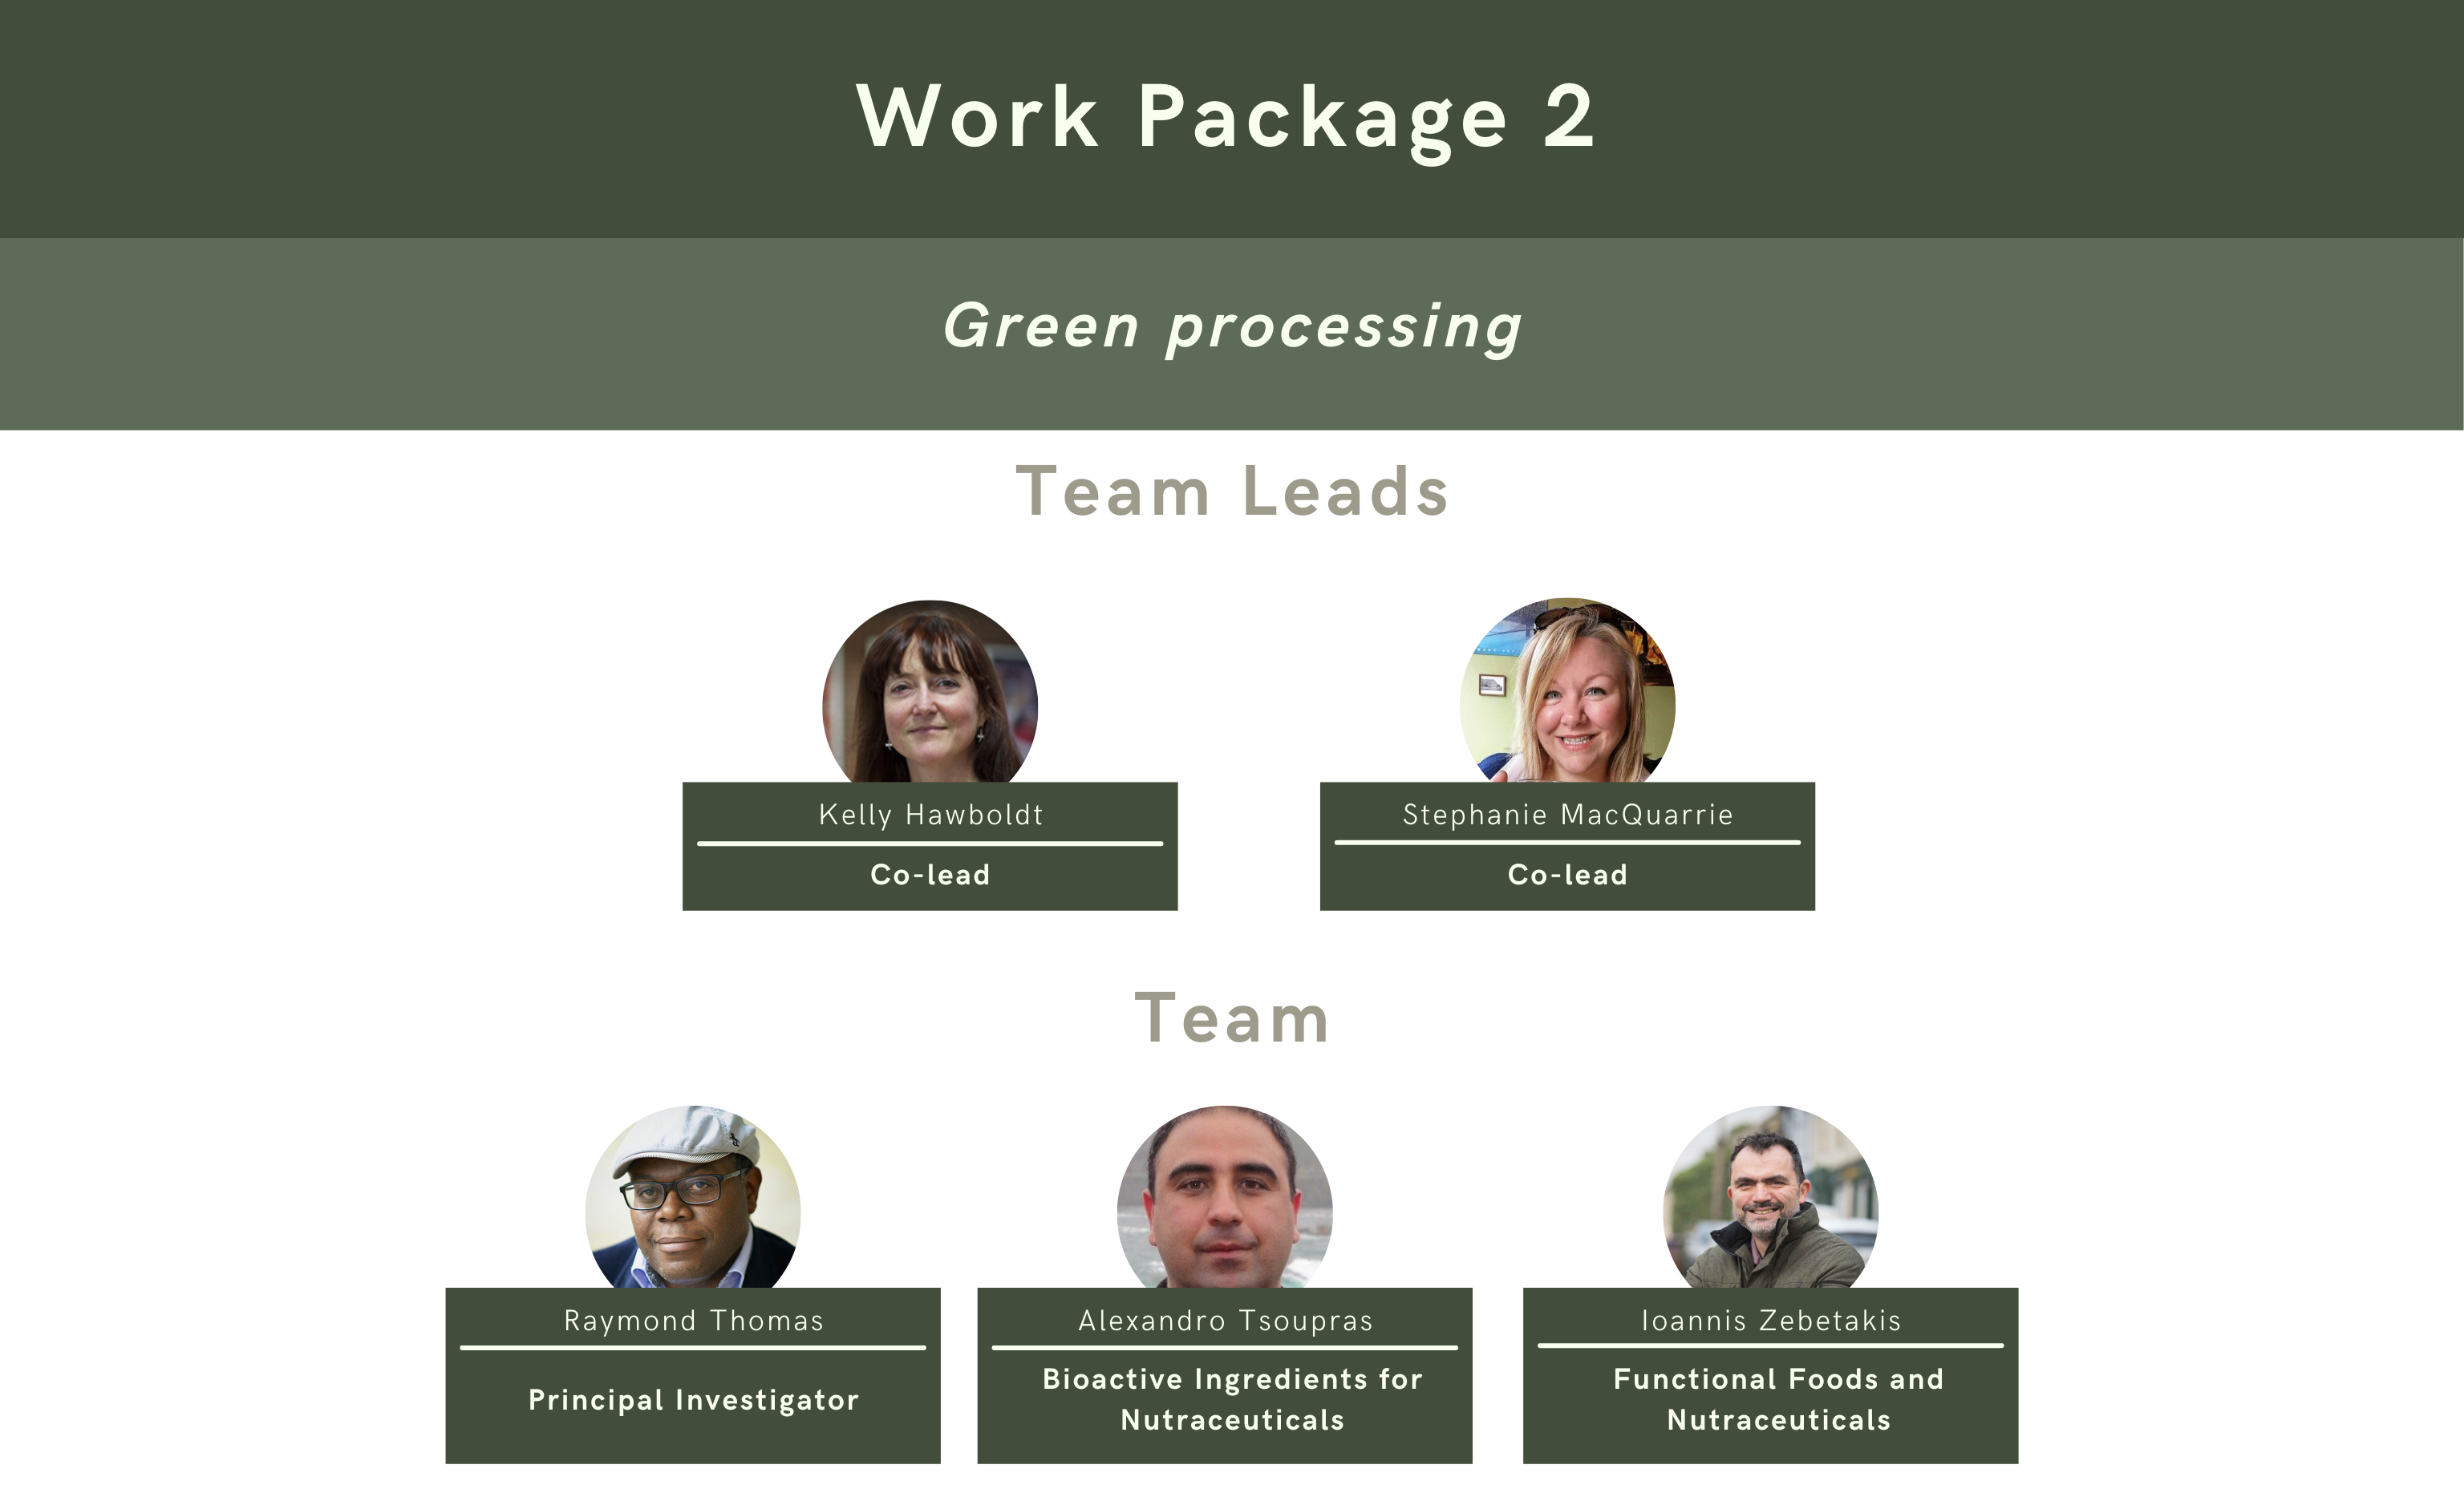 Work Package 2
Green processing
Team Leads
Kelly Hawboldt
Co-lead
Stephanie MacQuarrie
Co-lead
Team
Raymond Thomas
Principal Investigator
Alexandro Tsoupras
Bioactive Ingredients for
Nutraceuticals
Ioannis Zebetakis
Functional Foods and
Nutraceuticals